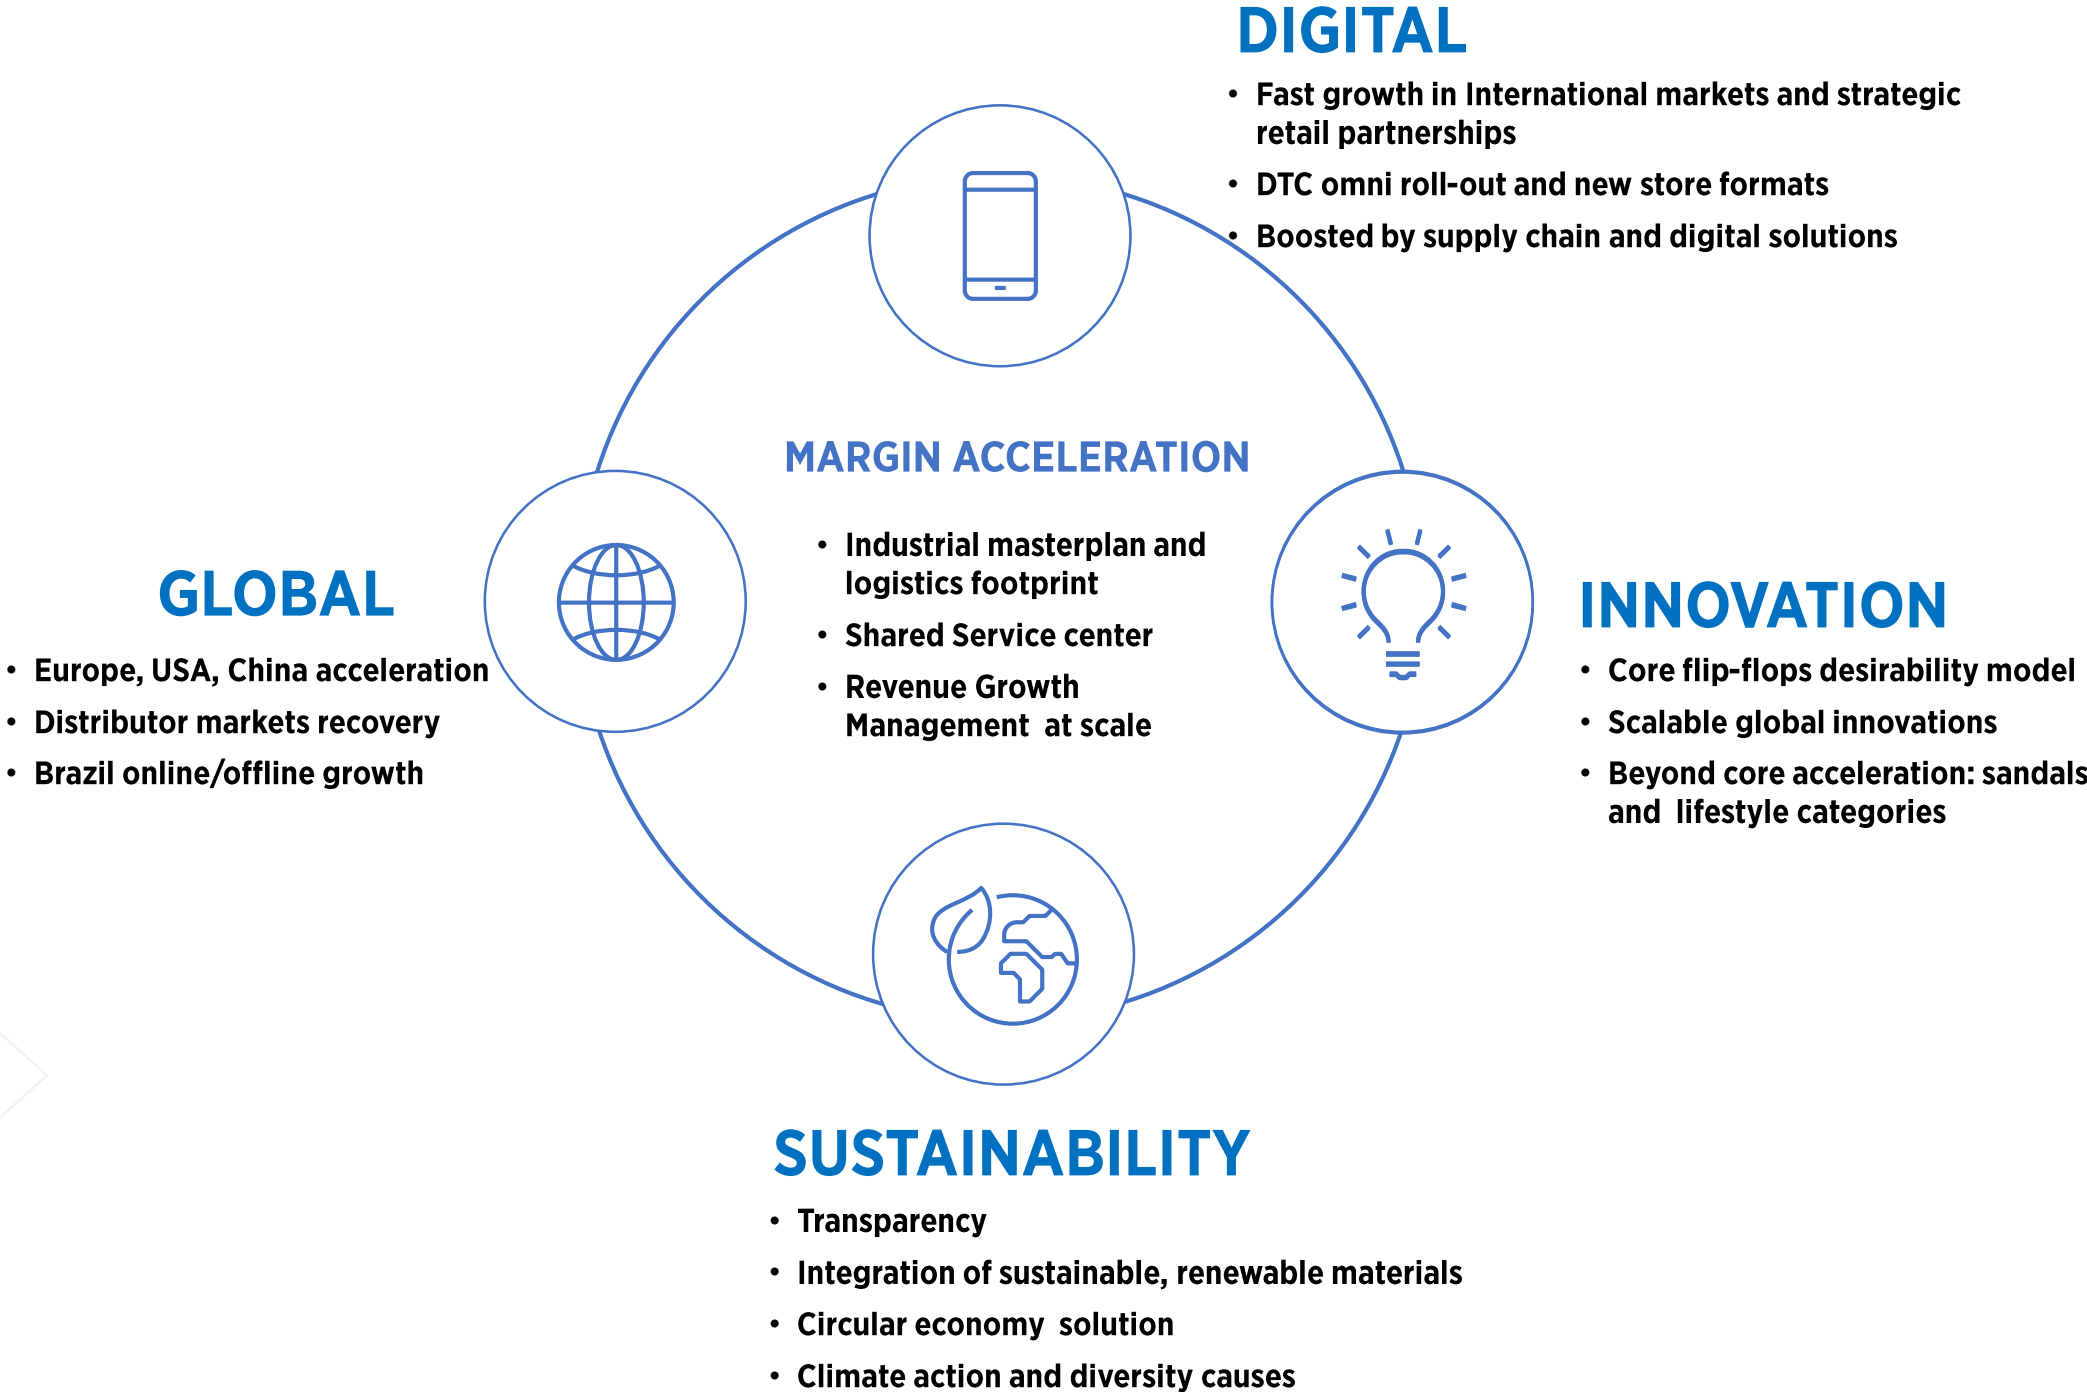 DIGITAL
• Fast growth in International markets and strategic
retail partnerships
• DTC omni roll-out and new store formats
• Boosted by supply chain and digital solutions
MARGIN ACCELERATION
• Industrial masterplan and
logistics footprint
• Shared Service center
• Revenue Growth
Management at scale
GLOBAL
• Europe, USA, China acceleration
• Distributor markets recovery
• Brazil online/offline growth
INNOVATION
• Core flip-flops desirability model
• Scalable global innovations
• Beyond core acceleration: sandals
and lifestyle categories
SUSTAINABILITY
• Transparency
• Integration of sustainable, renewable materials
• Circular economy solution
• Climate action and diversity causes